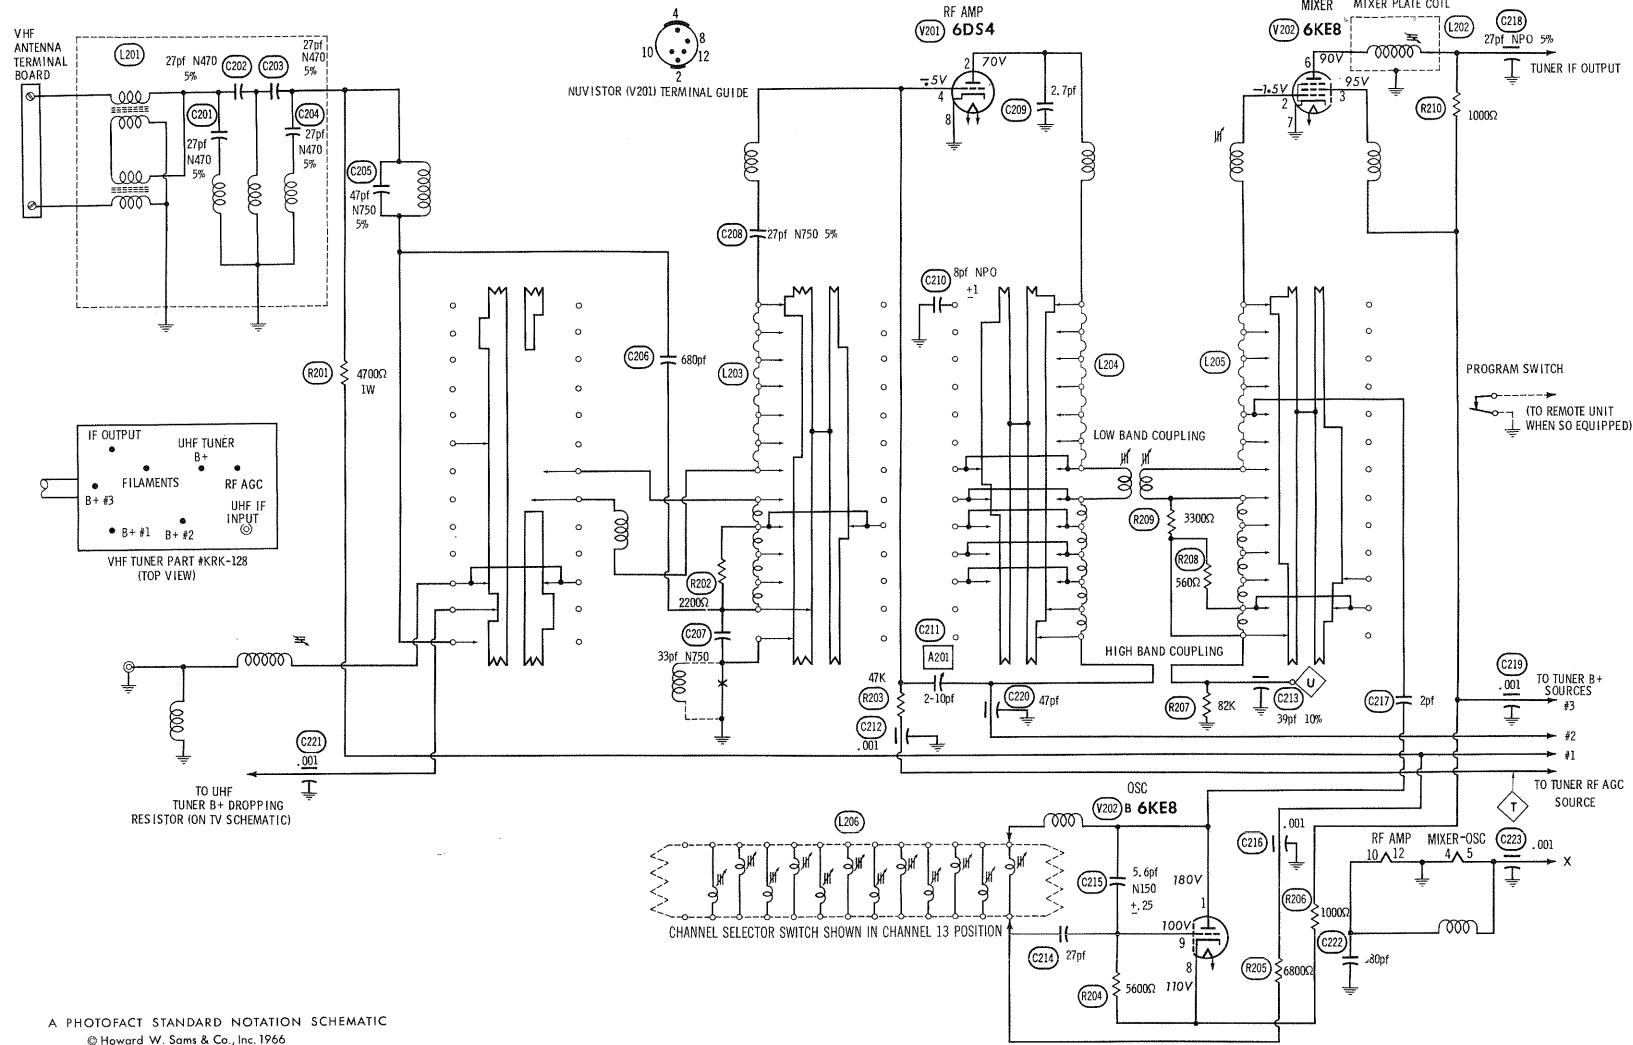 VHF
ANTENNA
TERMINAL
BOARD
L201
27pf N470
5%
C202
C203
27pf
N470
5%
C201
27pf
N470
5%
C204
27pf
N470
5%
C205
47pf
N750
5%
R201
4700Ω
1W
4
8
12
2
10
NUVISTOR (V201) TERMINAL GUIDE
RF AMP
V201 6DS4
2
70V
-.5V
4
8
C209
2.7pf
MIXER
V202 6KE8
MIXER PLATE COIL
L202
C218
27pf NPO 5%
TUNER IF OUTPUT
6
90V
-1.5V
2
7
95V
3
R210
1000Ω
C208
27pf N750 5%
C210
8pf NPO
±1
C206
680pf
L203
L204
L205
PROGRAM SWITCH
(TO REMOTE UNIT
WHEN SO EQUIPPED)
LOW BAND COUPLING
R209
3300Ω
R208
560Ω
HIGH BAND COUPLING
IF OUTPUT
UHF TUNER
B+
FILAMENTS
RF AGC
B+ #3
UHF IF
INPUT
B+ #1
B+ #2
VHF TUNER PART #KRK-128
(TOP VIEW)
R202
2200Ω
C207
33pf N750
C211
A201
2-10pf
47K
R203
C212
.001
C220
47pf
R207
82K
C213
39pf 10%
U
C217
2pf
C219
.001
TO TUNER B+
SOURCES
#3
#2
#1
TO TUNER RF AGC
SOURCE
T
C221
.001
TO UHF
TUNER B+ DROPPING
RESISTOR (ON TV SCHEMATIC)
L206
CHANNEL SELECTOR SWITCH SHOWN IN CHANNEL 13 POSITION
OSC
V202 B 6KE8
C215
5.6pf
N150
±.25
180V
1
100V
9
8
110V
C214
27pf
R204
5600Ω
C216
.001
R205
6800Ω
R206
1000Ω
RF AMP
10 12
MIXER-OSC
4 5
C223
.001
X
C222
A PHOTOFACT STANDARD NOTATION SCHEMATIC
© Howard W. Sams & Co., Inc. 1966